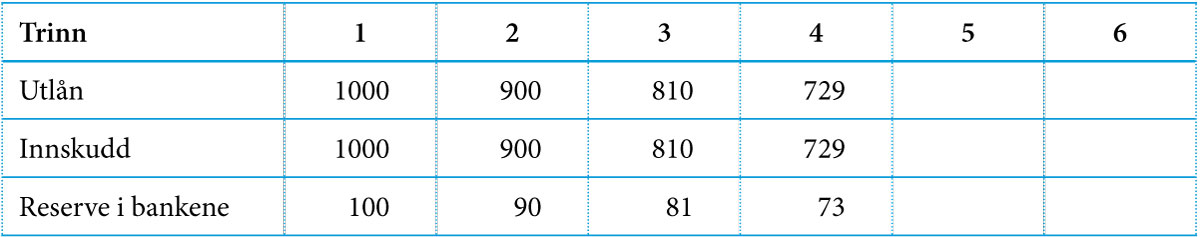 Trinn 1 2 3 4 5 6
Utlån 1000 900 810 729
Innskudd 1000 900 810 729
Reserve i bankene 100 90 81 73